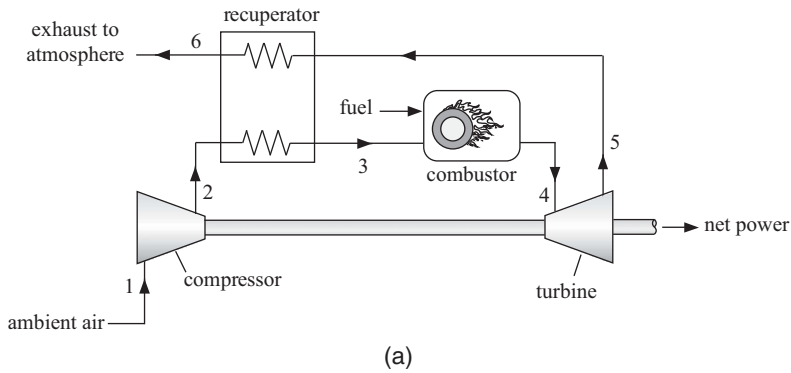 recuperator
exhaust to
atmosphere
6
fuel
5
3
combustor
2
4
net power
compressor
1
turbine
ambient air
(a)